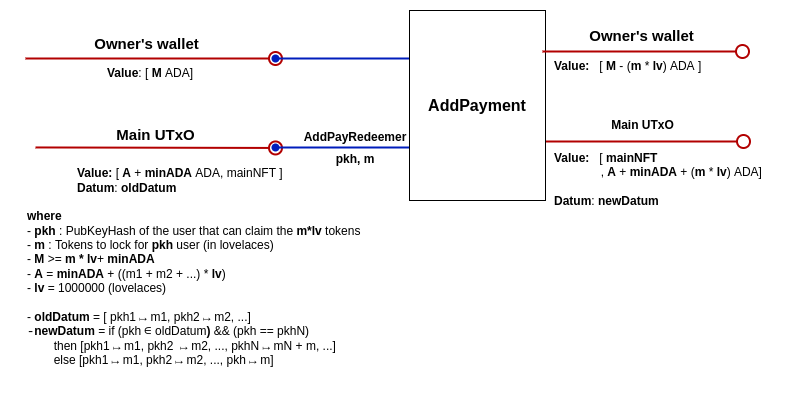 Owner's wallet
Value: [ M ADA]
Main UTxO
Value: [ A + minADA ADA, mainNFT ]
Datum: oldDatum
AddPayRedeemer
pkh, m
AddPayment
Owner's wallet
Value: [ M - (m * lv) ADA ]
Main UTxO
Value: [ mainNFT
, A + minADA + (m * lv) ADA]
Datum: newDatum
where
- pkh : PubKeyHash of the user that can claim the m*lv tokens
- m : Tokens to lock for pkh user (in lovelaces)
- M >= m * lv+ minADA
- A = minADA + ((m1 + m2 + ...) * lv)
- lv = 1000000 (lovelaces)
- oldDatum = [ pkh1↔m1, pkh2↔m2, ...]
-newDatum = if (pkh ∈ oldDatum) && (pkh == pkhN)
then [pkh1↔m1, pkh2 ↔m2, ..., pkhN↔mN + m, ...]
else [pkh1↔m1, pkh2↔m2, ..., pkh↔m]